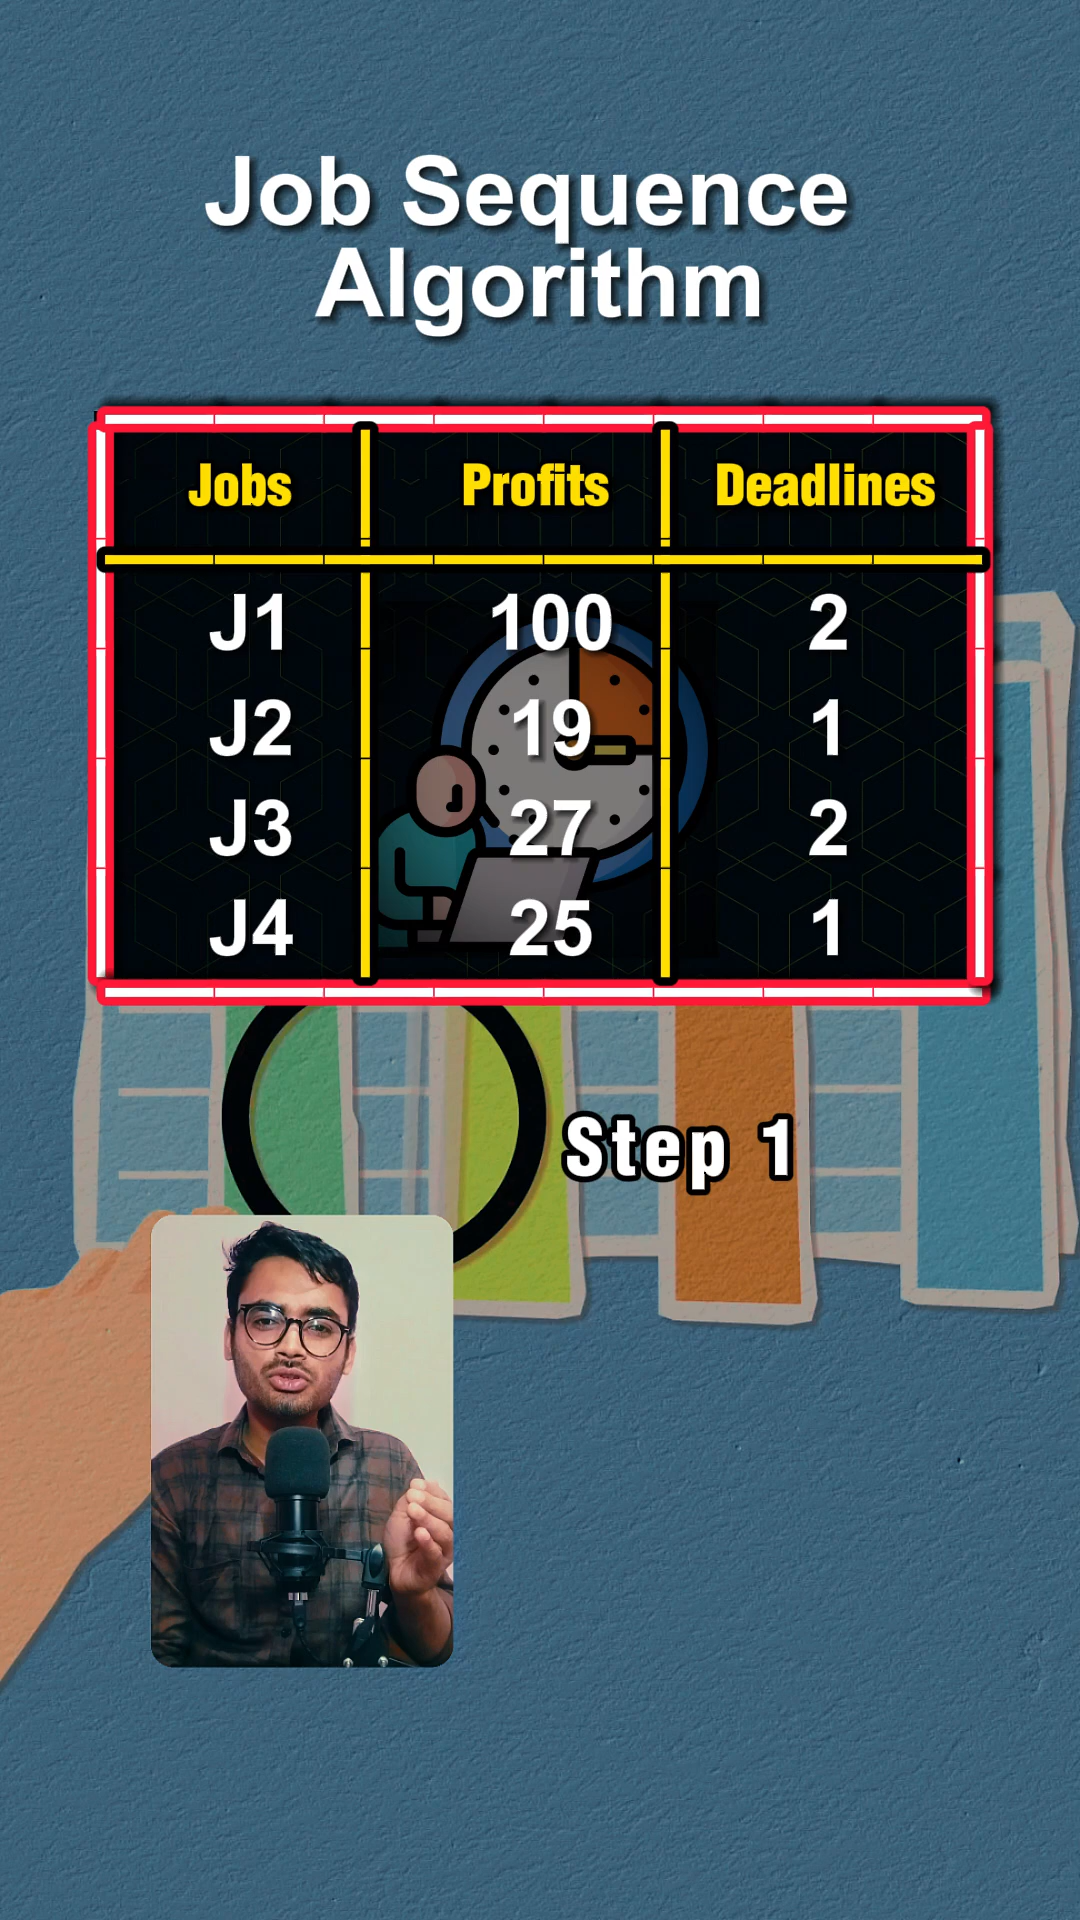 Job Sequence
Algorithm
Jobs Profits Deadlines
J1 100 2
J2 19 1
J3 27 2
J4 25 1
Step 1